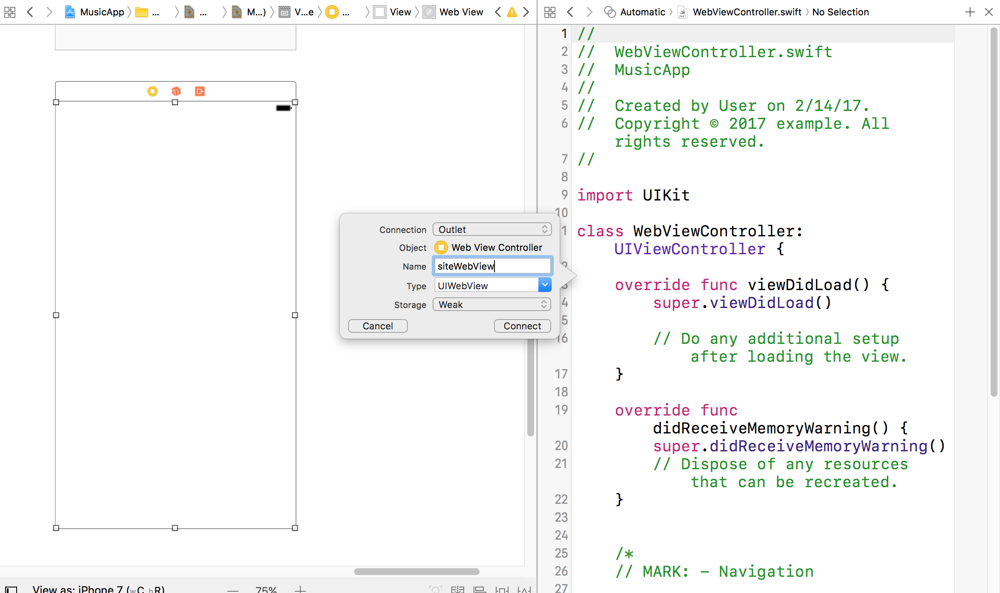 MusicApp ... ... M...) V...e ... View Web View
Automatic WebViewController.swift No Selection
Connection Outlet
Object Web View Controller
Name siteWebView
Type UIWebView
Storage Weak
Cancel Connect
View as: iPhone 7 (wC hR) 75%
1 //
2 // WebViewController.swift
3 // MusicApp
4 //
5 // Created by User on 2/14/17.
6 // Copyright © 2017 example. All
rights reserved.
7 //
8
9 import UIKit
10
1 class WebViewController:
UIViewController {
2
3 override func viewDidLoad() {
4 super.viewDidLoad()
5
16 // Do any additional setup
after loading the view.
17 }
18
19 override func
didReceiveMemoryWarning() {
20 super.didReceiveMemoryWarning()
21 // Dispose of any resources
that can be recreated.
22 }
23
24
25 /*
26 // MARK: - Navigation
27